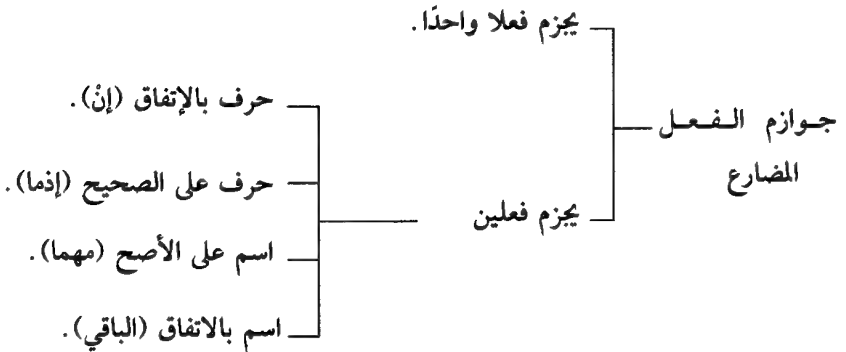 جوازم الفعل
المضارع
يجزم فعلا واحدًا.
يجزم فعلين
حرف بالإتفاق (إنْ).
حرف على الصحيح (إذما).
اسم على الأصح (مهما).
اسم بالاتفاق (الباقي).